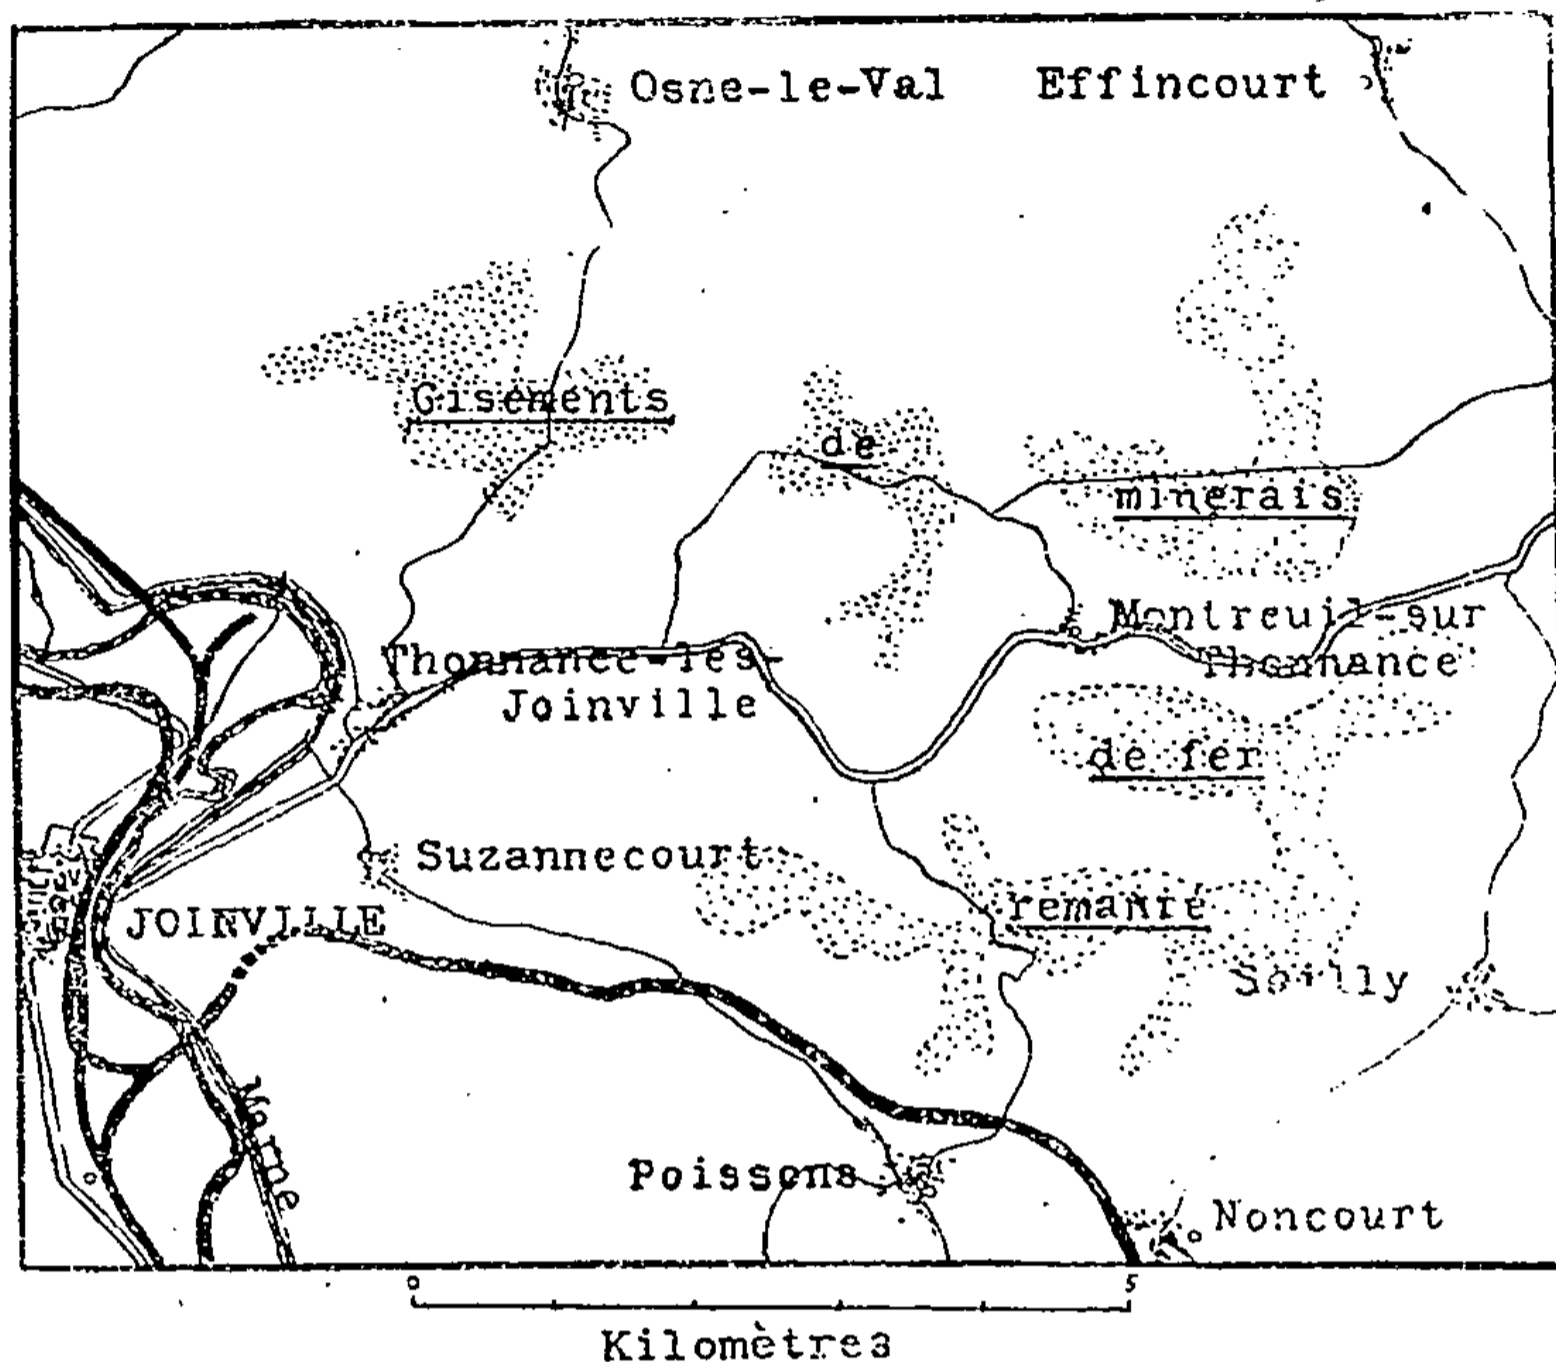 Osne-le-Val
Effincourt
Gisements
de
minerais
Montreuil-sur
Thonnance
Thonnance-les-
Joinville
de fer
Suzannecourt
JOINVILLE
remanié
Soilly
Marne
Poissons
Noncourt
0 5
Kilomètres